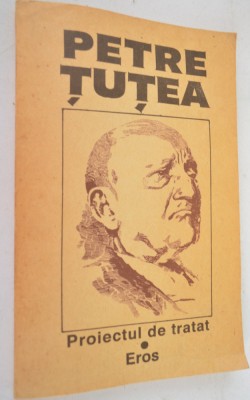 PETRE
ȚUȚEA
Proiectul de tratat
•
Eros